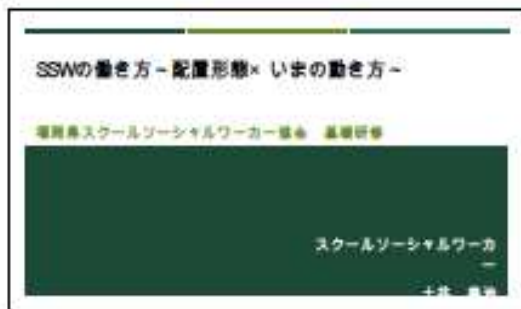 SSWの働き方~配置形態× いまの動き方~
福岡県スクールソーシャルワーカー協会 基礎研修
スクールソーシャルワーカ
ー